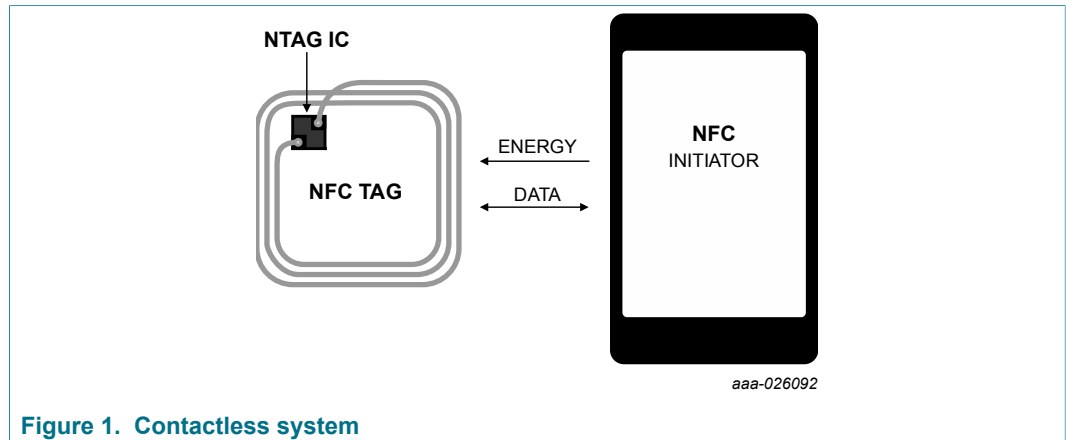 NTAG IC
NFC TAG
ENERGY
DATA
NFC
INITIATOR
aaa-026092
Figure 1. Contactless system